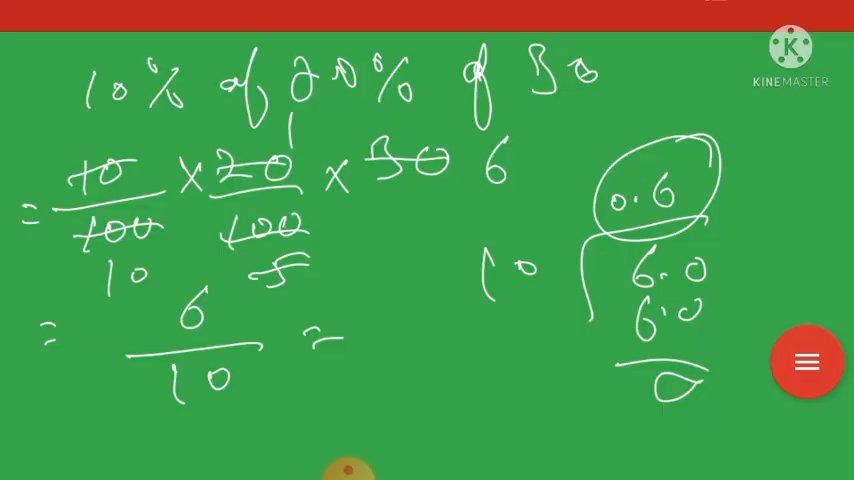 10% of 20% of 30
KINEMASTER
1
= 10/100 × 20/100 × 30 6
10 5
= 6/10 =
0.6
10 6.0
6.0
0